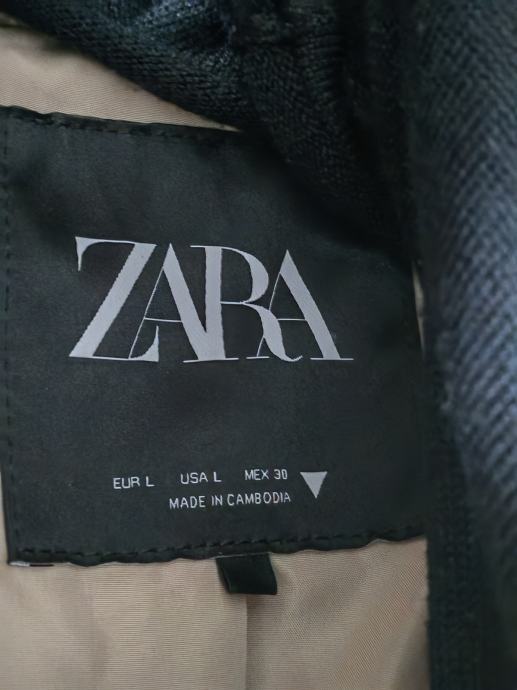 ZARA
EUR L USA L MEX 30
MADE IN CAMBODIA